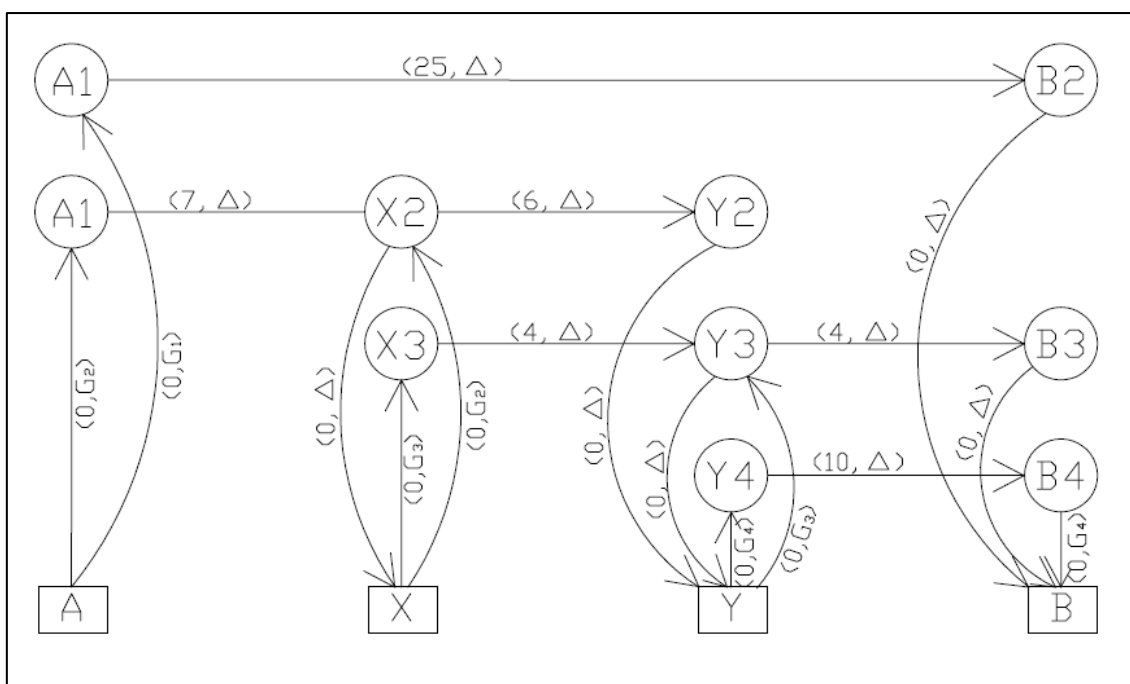 A1 (25, △) B2
A1 (7, △) X2 (6, △) Y2
(0, △)
X3 (4, △) Y3 (4, △) B3
(0,G₂) (0,G₁) (0, △) (0,G₃) (0,G₂) (0, △) (0, △) (0, △)
Y4 (10, △) B4
(0,G₄) (0,G₃) (0,G₄)
A X Y B